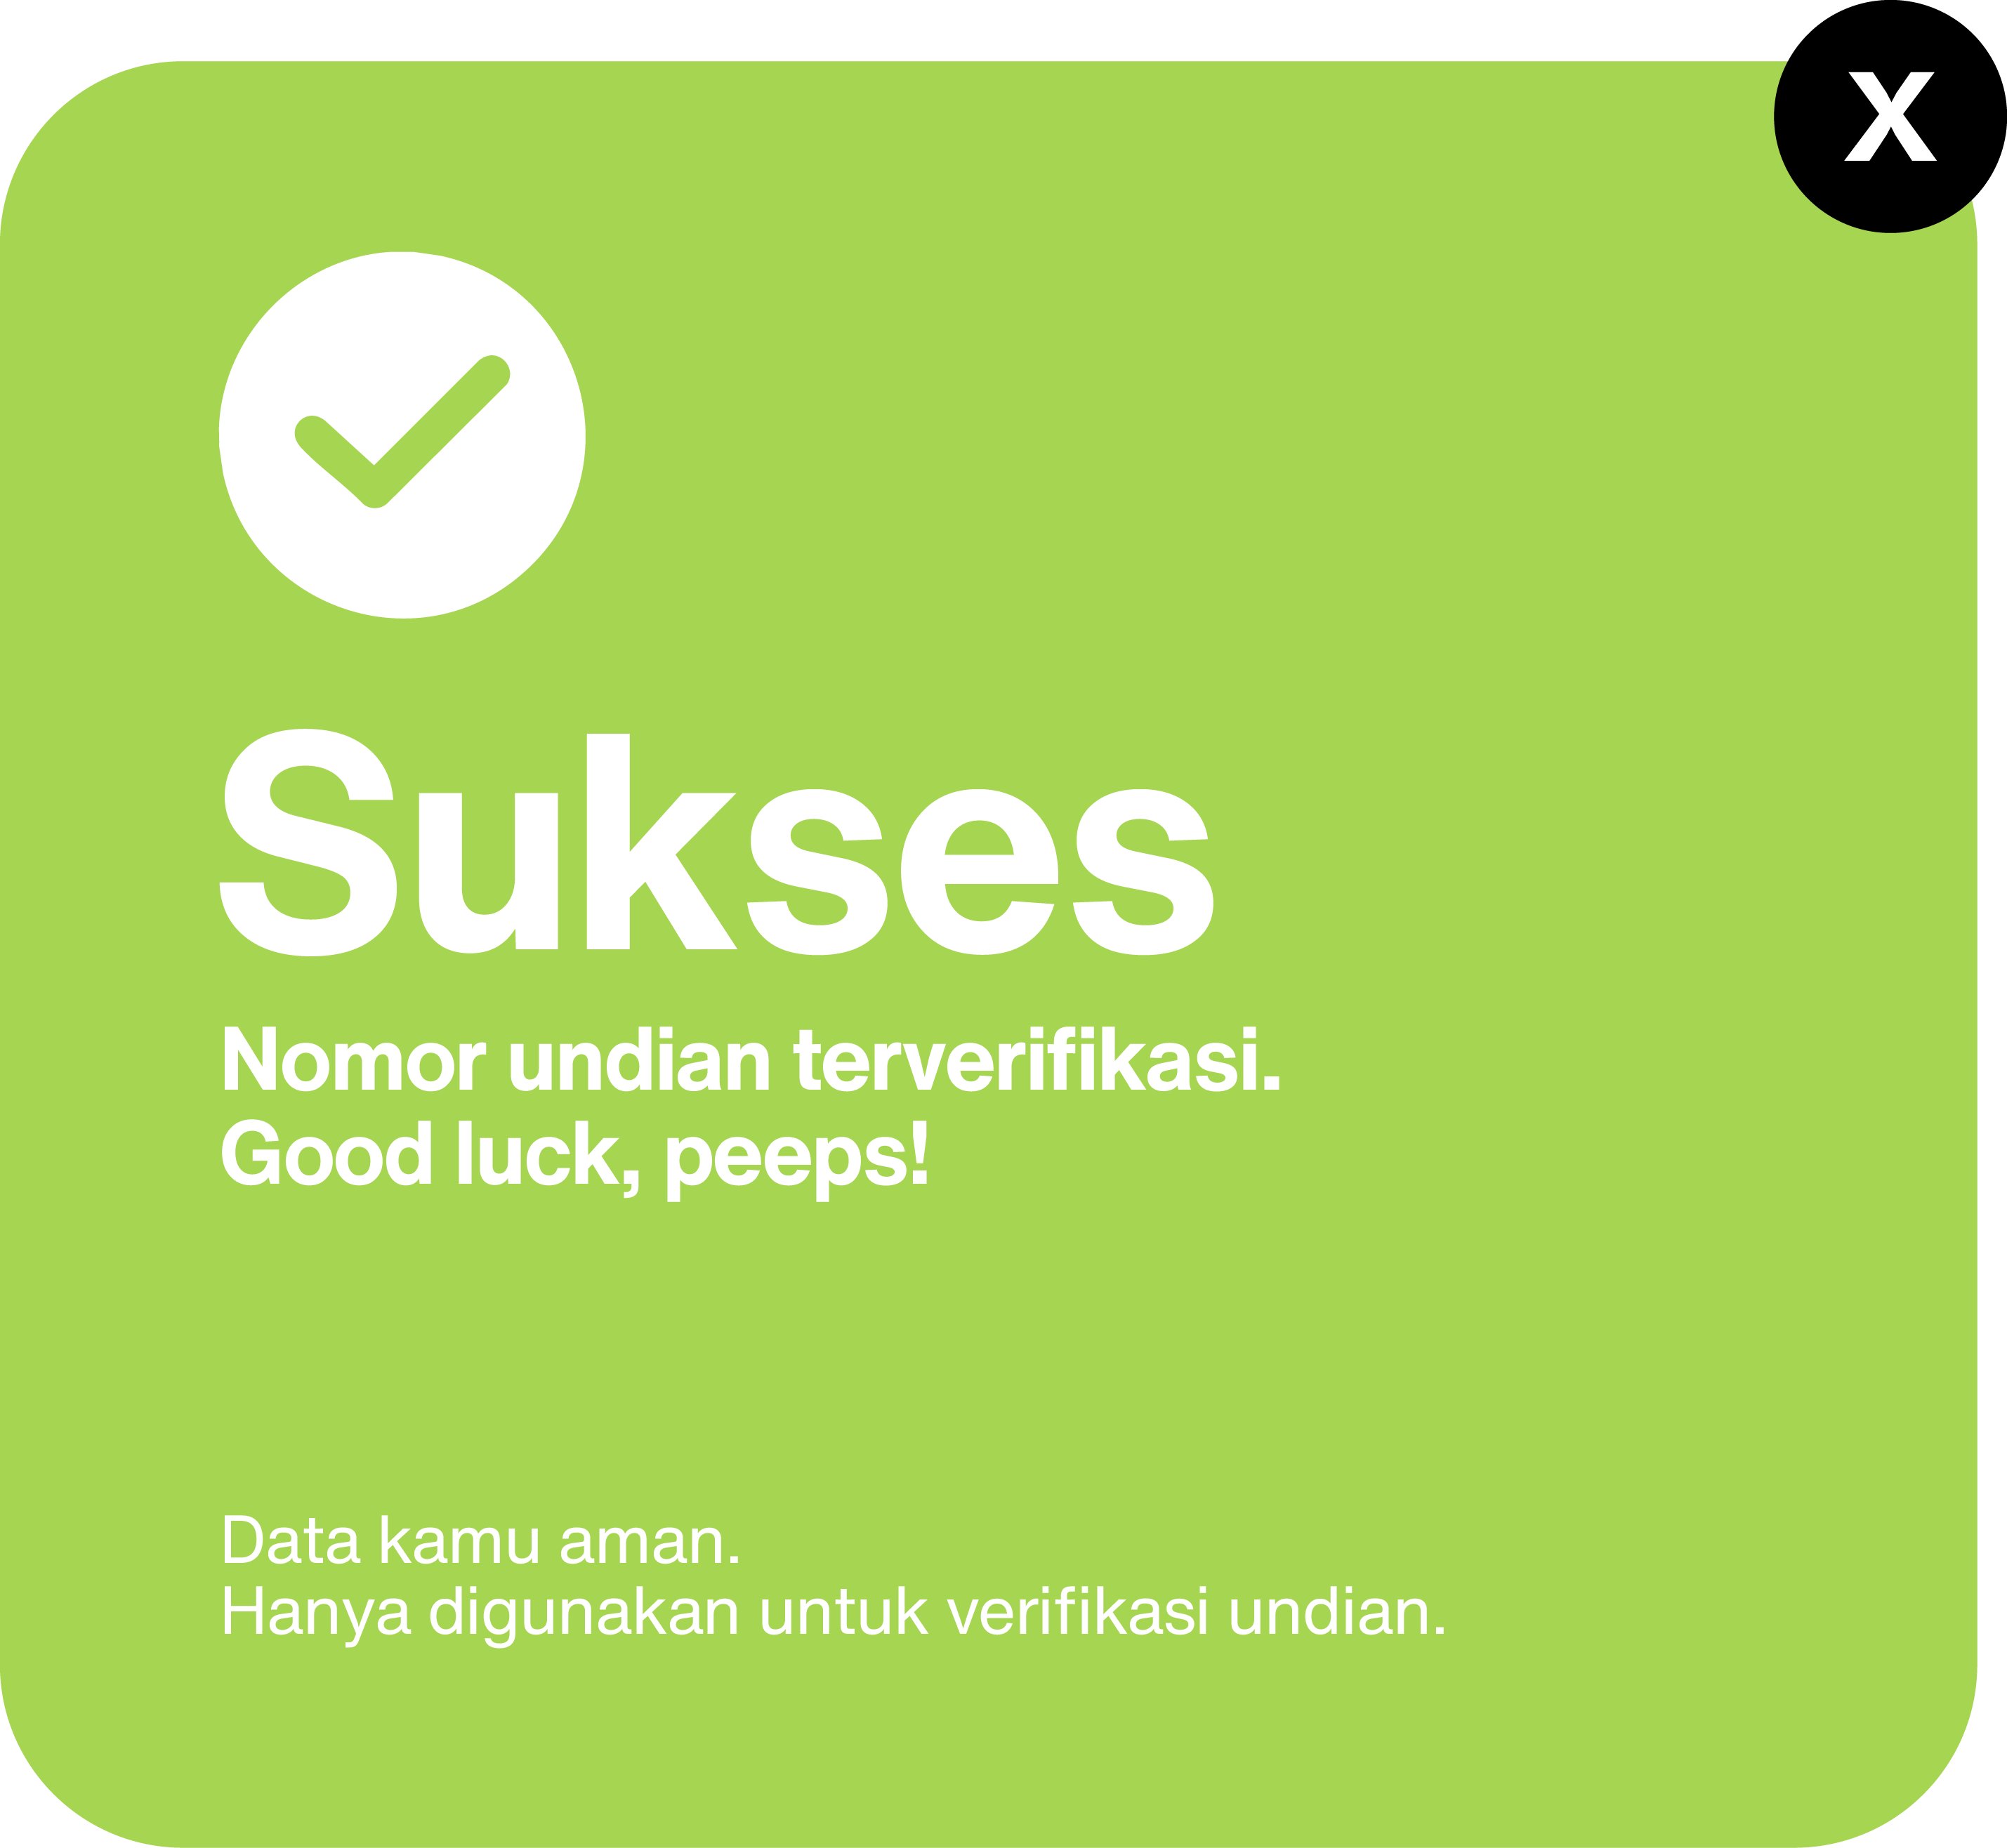 X
Sukses
Nomor undian terverifikasi.
Good luck, peeps!
Data kamu aman.
Hanya digunakan untuk verifikasi undian.